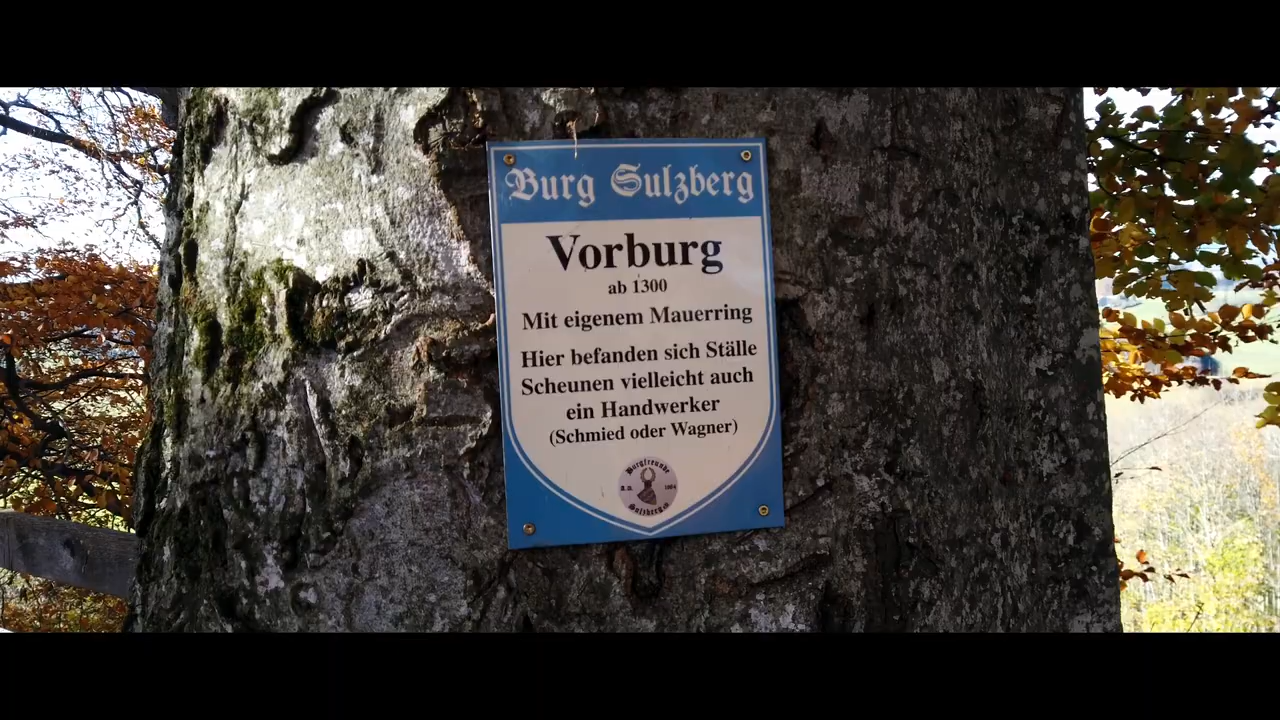 Burg Sulzberg
Vorburg
ab 1300
Mit eigenem Mauerring
Hier befanden sich Ställe
Scheunen vielleicht auch
ein Handwerker
(Schmied oder Wagner)
Burgfreunde